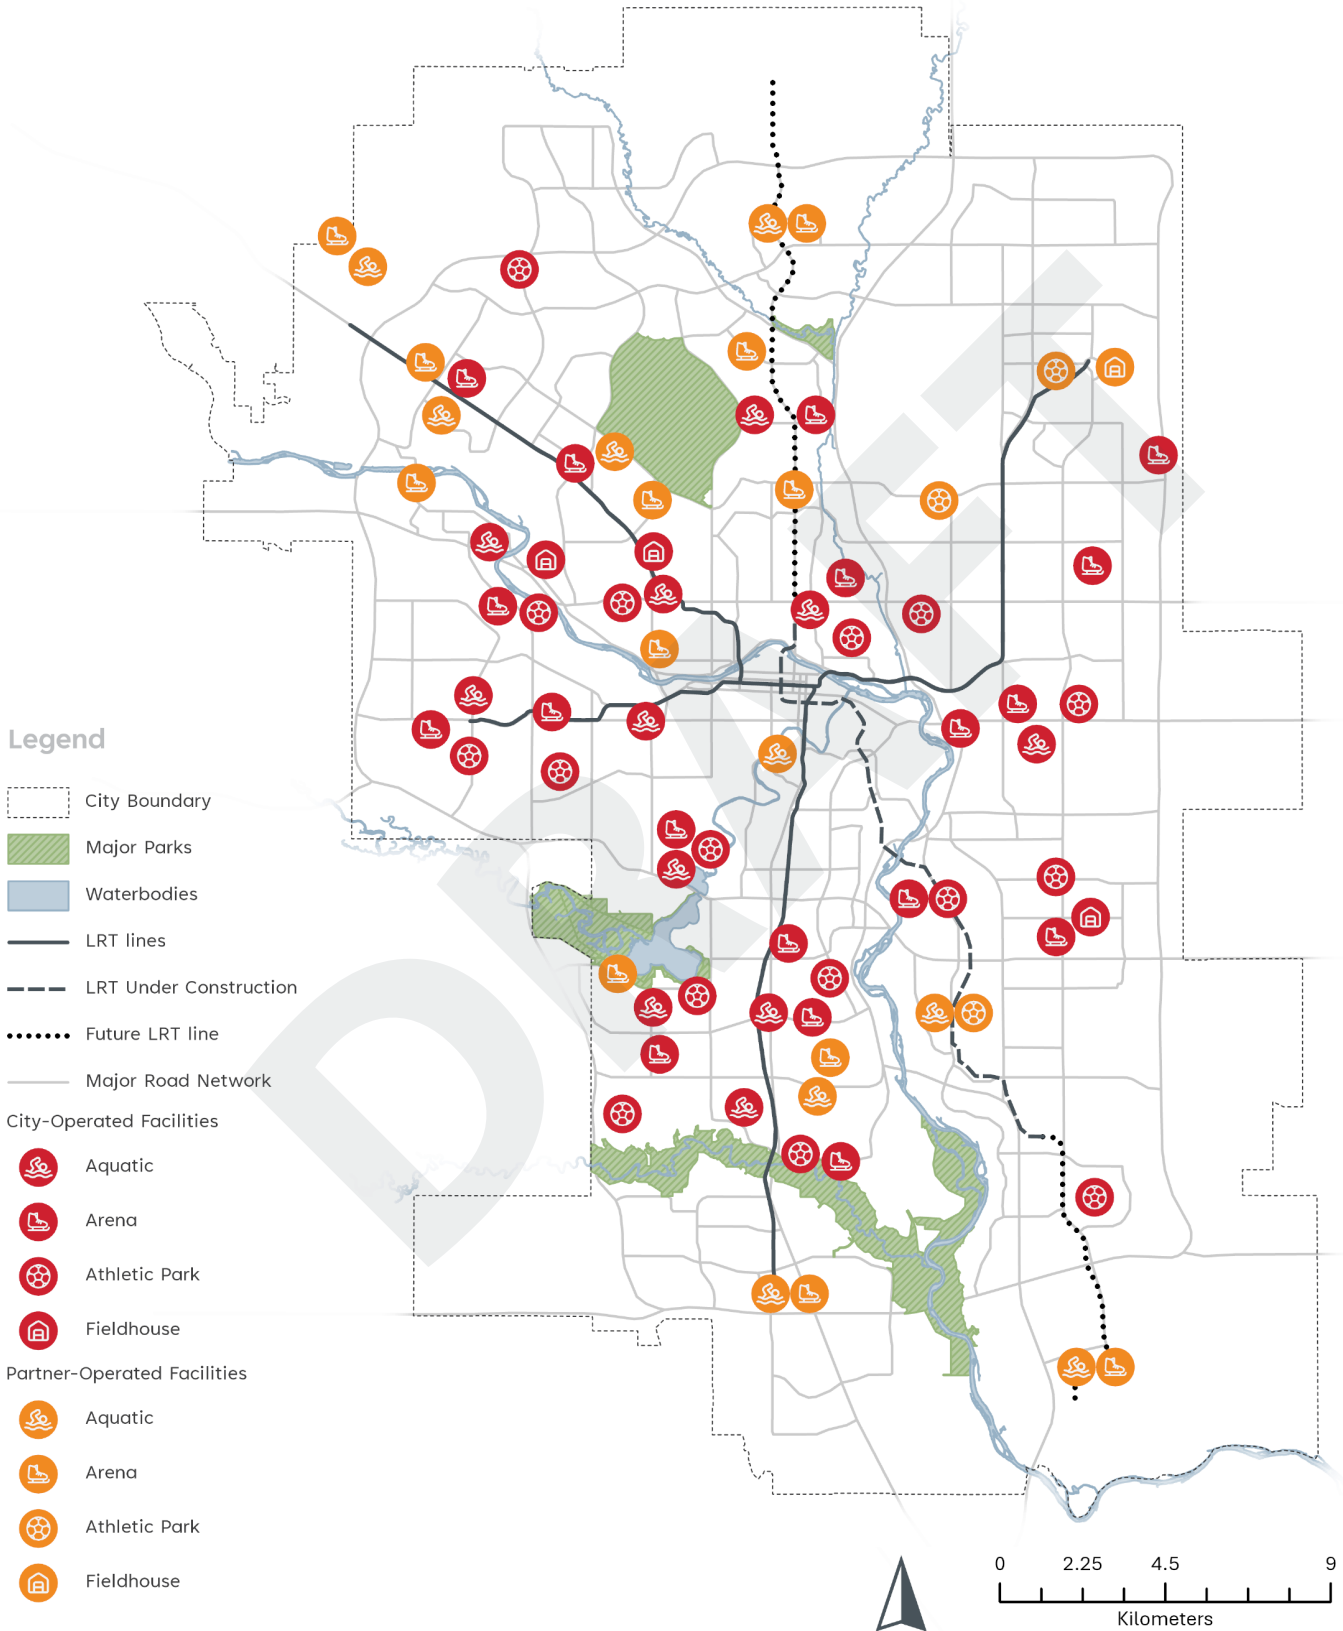 DRAFT
Legend
City Boundary
Major Parks
Waterbodies
LRT lines
LRT Under Construction
Future LRT line
Major Road Network
City-Operated Facilities
Aquatic
Arena
Athletic Park
Fieldhouse
Partner-Operated Facilities
Aquatic
Arena
Athletic Park
Fieldhouse
0 2.25 4.5 9
Kilometers